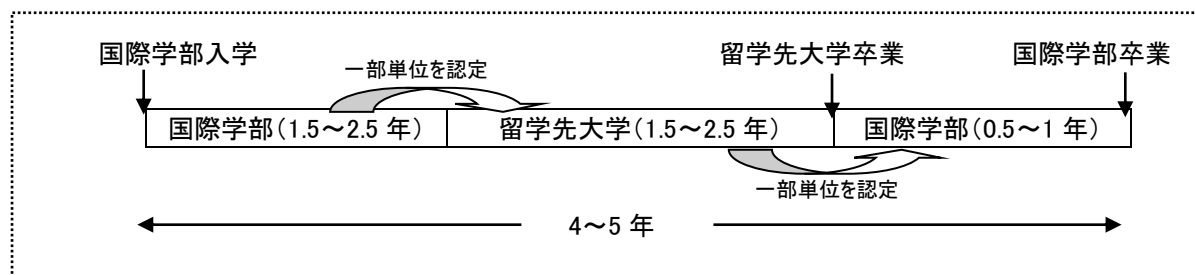 国際学部入学
留学先大学卒業
国際学部卒業
一部単位を認定
国際学部(1.5～2.5 年)
留学先大学(1.5～2.5 年)
国際学部(0.5～1 年)
一部単位を認定
4～5 年